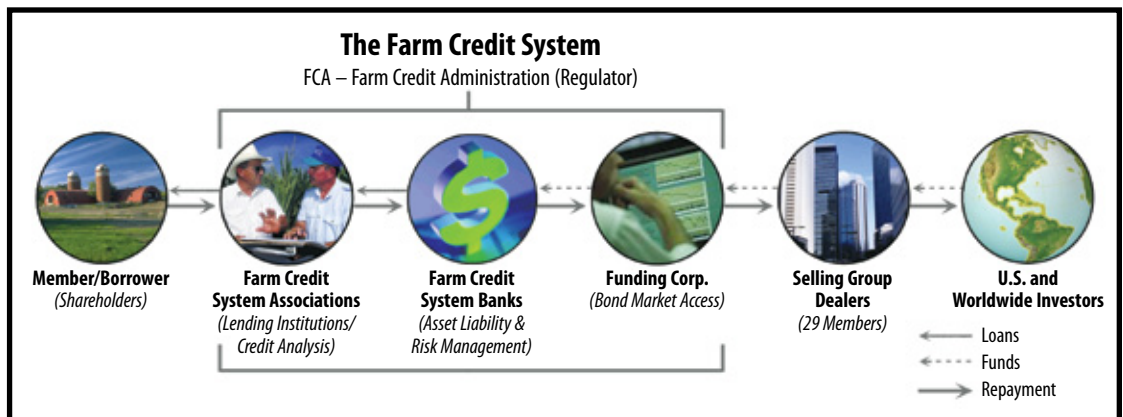 The Farm Credit System
FCA – Farm Credit Administration (Regulator)
Member/Borrower
(Shareholders)
Farm Credit
System Associations
(Lending Institutions/
Credit Analysis)
Farm Credit
System Banks
(Asset Liability &
Risk Management)
Funding Corp.
(Bond Market Access)
Selling Group
Dealers
(29 Members)
U.S. and
Worldwide Investors
Loans
Funds
Repayment